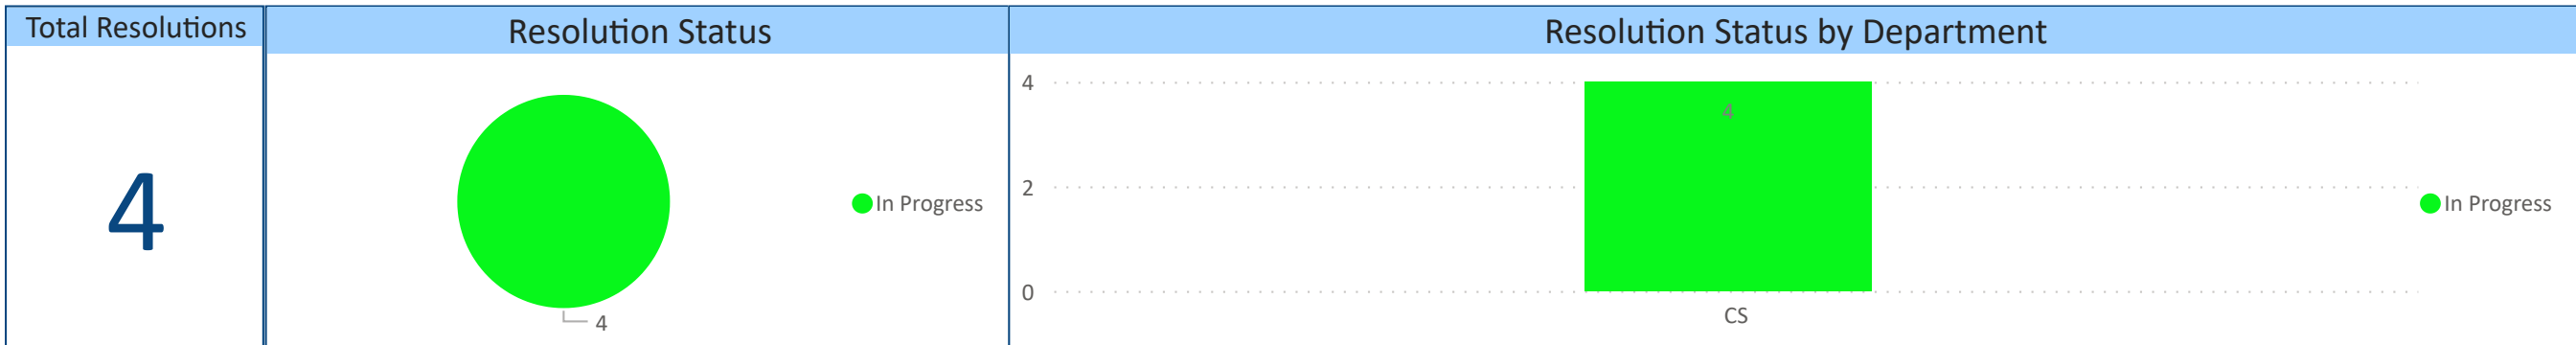 Total Resolutions
4
Resolution Status
4
In Progress
Resolution Status by Department
4
2
0
4
CS
In Progress